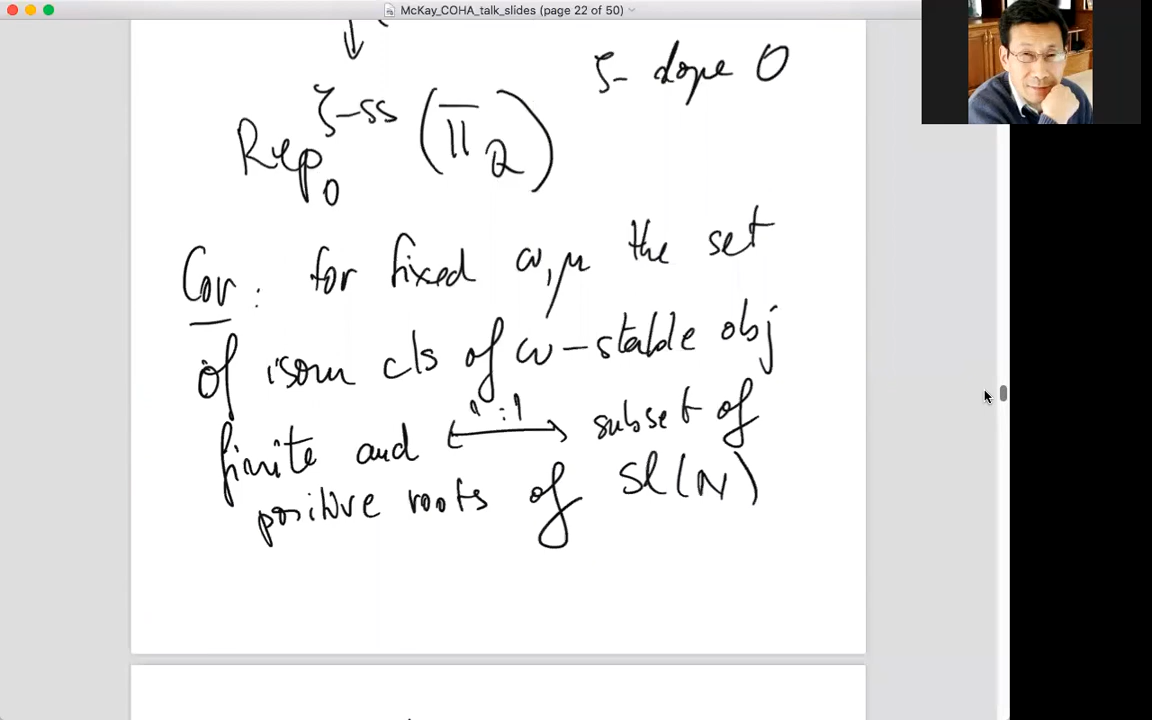 McKay_COHA_talk_slides (page 22 of 50)
ζ- slope 0
Rep₀^{ζ-ss} (Π_Q)
Cor: for fixed ω, μ the set
of isom cls of ω-stable obj
finite and 1:1 subset of
positive roots of sl(N)